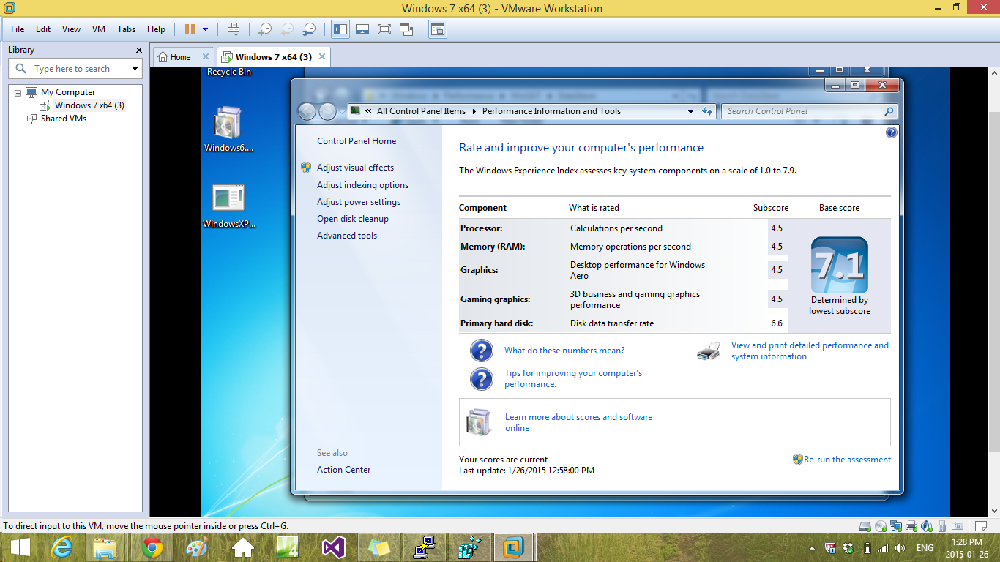 Windows 7 x64 (3) - VMware Workstation
File Edit View VM Tabs Help
Library
Type here to search
My Computer
Windows 7 x64 (3)
Shared VMs
Home
Windows 7 x64 (3)
Recycle Bin
Windows6....
WindowsXP...
« All Control Panel Items Performance Information and Tools
Search Control Panel
Control Panel Home
Adjust visual effects
Adjust indexing options
Adjust power settings
Open disk cleanup
Advanced tools
See also
Action Center
Rate and improve your computer's performance
The Windows Experience Index assesses key system components on a scale of 1.0 to 7.9.
Component What is rated Subscore Base score
Processor: Calculations per second 4.5
Memory (RAM): Memory operations per second 4.5
Graphics: Desktop performance for Windows
Aero 4.5
Gaming graphics: 3D business and gaming graphics
performance 4.5
Primary hard disk: Disk data transfer rate 6.6
7.1
Determined by
lowest subscore
What do these numbers mean?
View and print detailed performance and
system information
Tips for improving your computer's
performance.
Learn more about scores and software
online
Your scores are current
Last update: 1/26/2015 12:58:00 PM
Re-run the assessment
To direct input to this VM, move the mouse pointer inside or press Ctrl+G.
4
ENG
1:28 PM
2015-01-26